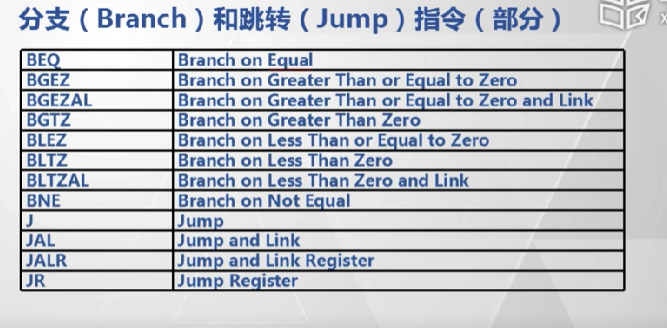 分支（Branch）和跳转（Jump）指令（部分）
BEQ Branch on Equal
BGEZ Branch on Greater Than or Equal to Zero
BGEZAL Branch on Greater Than or Equal to Zero and Link
BGTZ Branch on Greater Than Zero
BLEZ Branch on Less Than or Equal to Zero
BLTZ Branch on Less Than Zero
BLTZAL Branch on Less Than Zero and Link
BNE Branch on Not Equal
J Jump
JAL Jump and Link
JALR Jump and Link Register
JR Jump Register